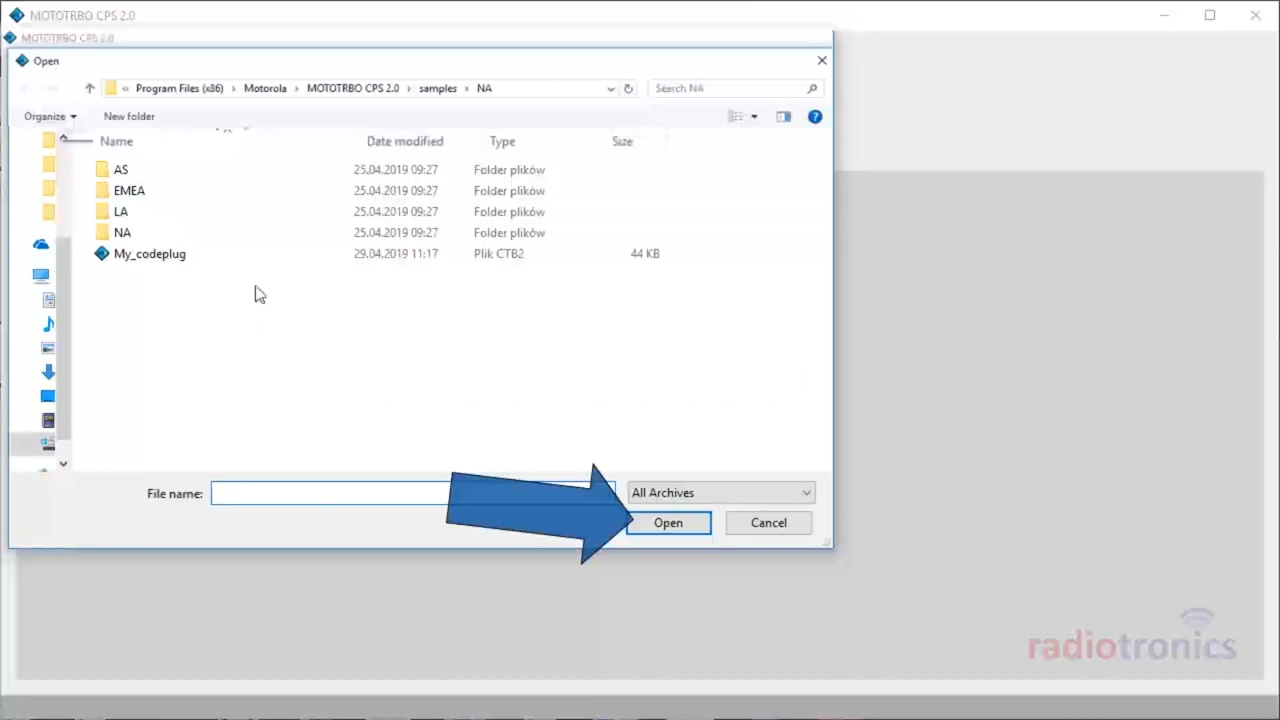 MOTOTRBO CPS 2.0
MOTOTRBO CPS 2.0
Open
« Program Files (x86) › Motorola › MOTOTRBO CPS 2.0 › samples › NA
Search NA
Organize
New folder
Name Date modified Type Size
AS 25.04.2019 09:27 Folder plików
EMEA 25.04.2019 09:27 Folder plików
LA 25.04.2019 09:27 Folder plików
NA 25.04.2019 09:27 Folder plików
My_codeplug 29.04.2019 11:17 Plik CTB2 44 KB
File name:
All Archives
Open
Cancel
radiotronics